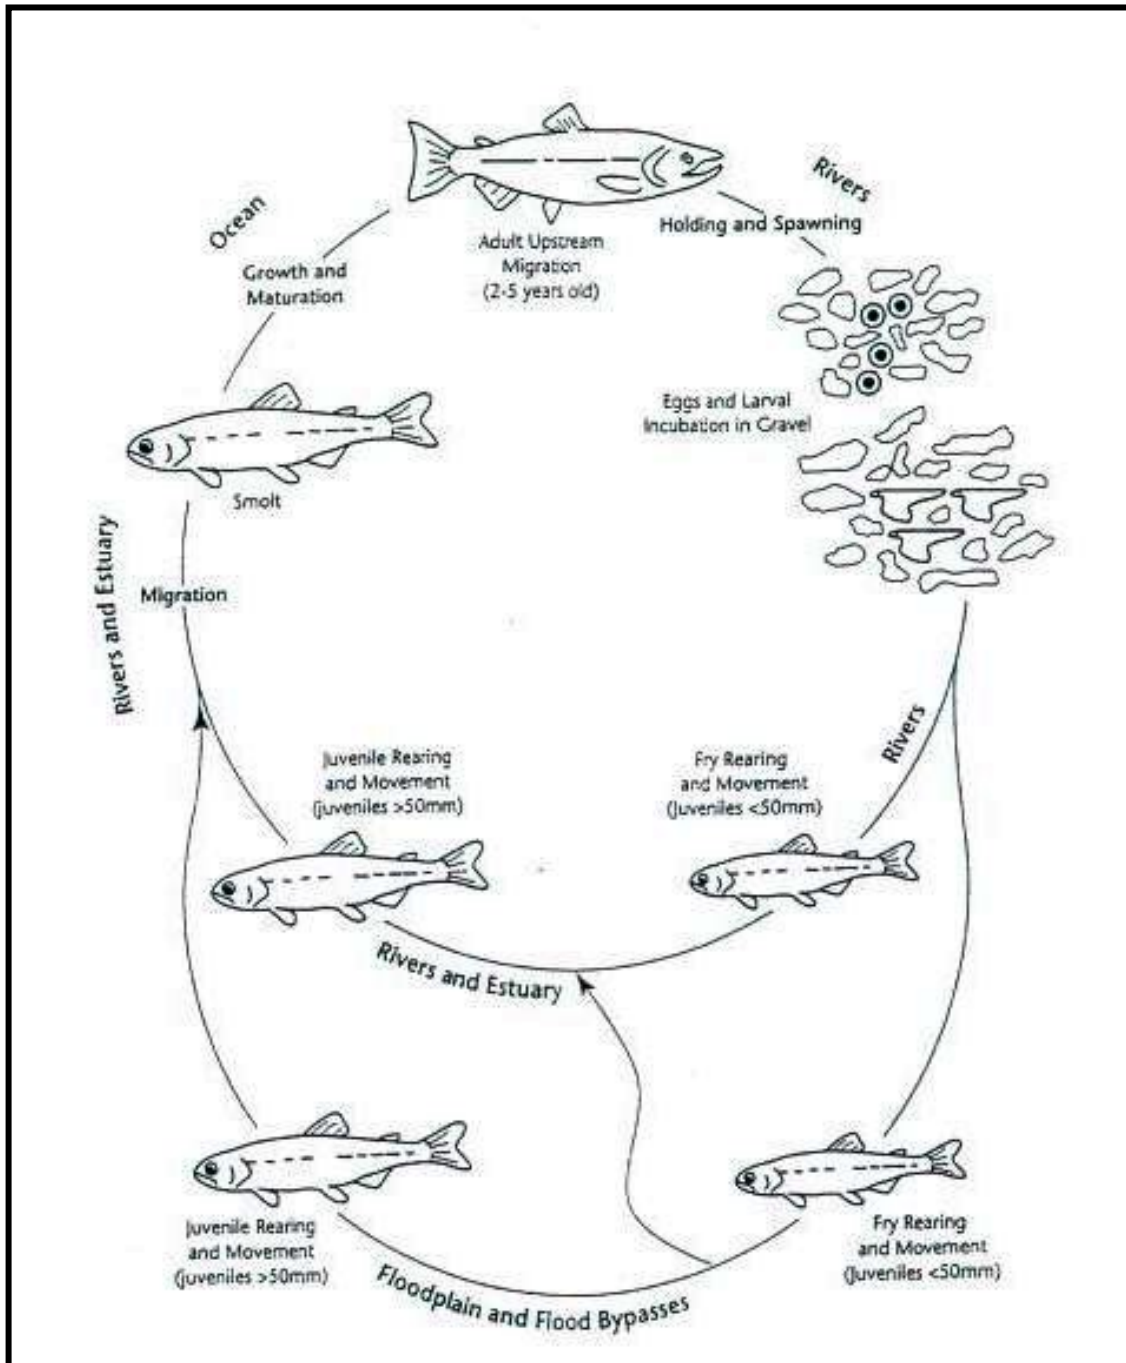 Rivers
Holding and Spawning
Adult Upstream
Migration
(2-5 years old)
Ocean
Growth and
Maturation
Eggs and Larval
Incubation in Gravel
Smolt
Rivers and Estuary
Migration
Rivers
Juvenile Rearing
and Movement
(juveniles >50mm)
Fry Rearing
and Movement
(Juveniles <50mm)
Rivers and Estuary
Juvenile Rearing
and Movement
(juveniles >50mm)
Fry Rearing
and Movement
(Juveniles <50mm)
Floodplain and Flood Bypasses